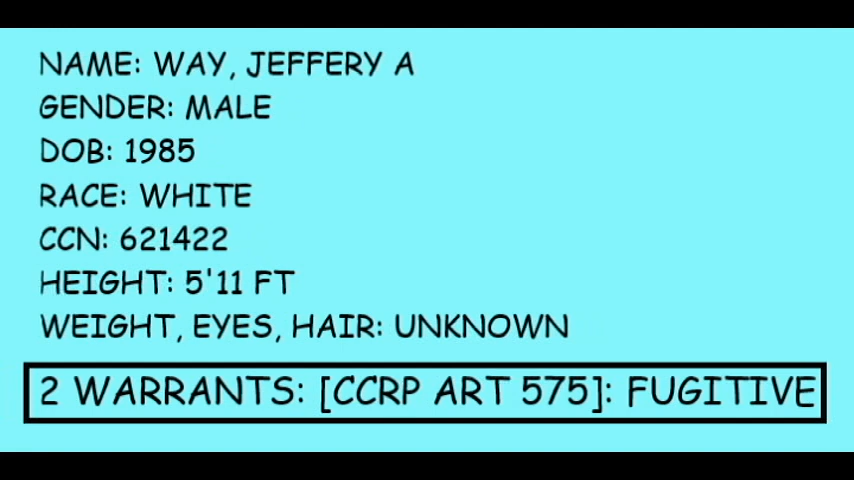 NAME: WAY, JEFFERY A
GENDER: MALE
DOB: 1985
RACE: WHITE
CCN: 621422
HEIGHT: 5'11 FT
WEIGHT, EYES, HAIR: UNKNOWN
2 WARRANTS: [CCRP ART 575]: FUGITIVE